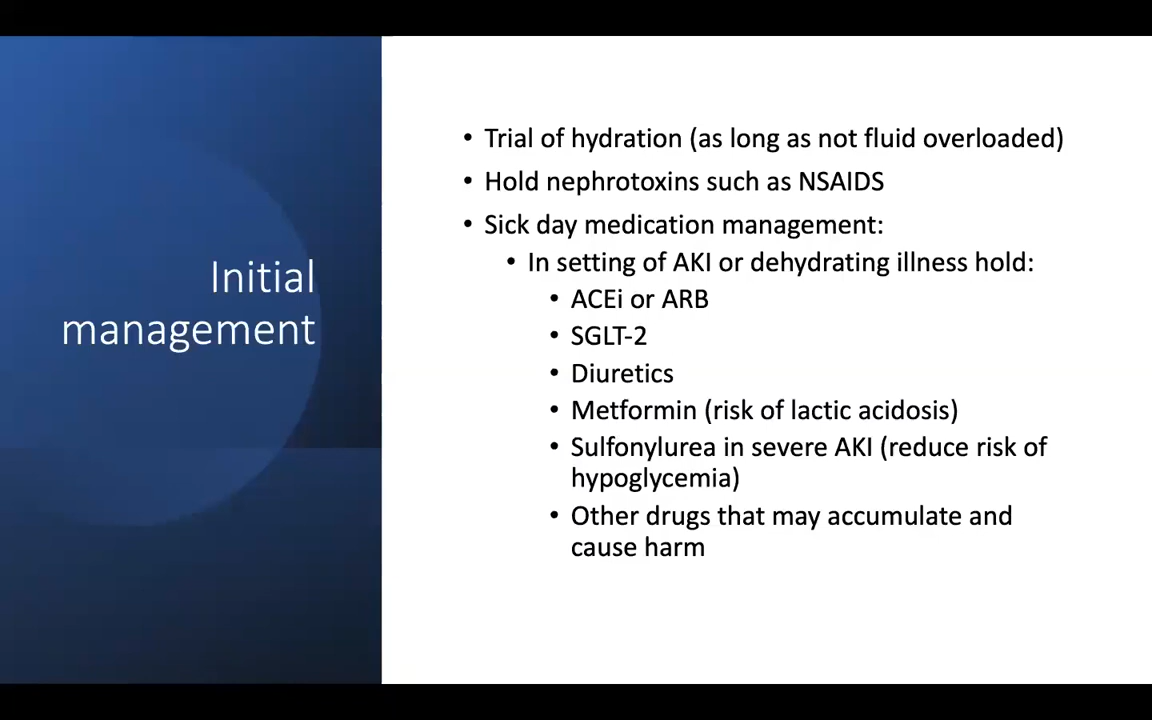 Initial
management
• Trial of hydration (as long as not fluid overloaded)
• Hold nephrotoxins such as NSAIDS
• Sick day medication management:
• In setting of AKI or dehydrating illness hold:
• ACEi or ARB
• SGLT-2
• Diuretics
• Metformin (risk of lactic acidosis)
• Sulfonylurea in severe AKI (reduce risk of
hypoglycemia)
• Other drugs that may accumulate and
cause harm